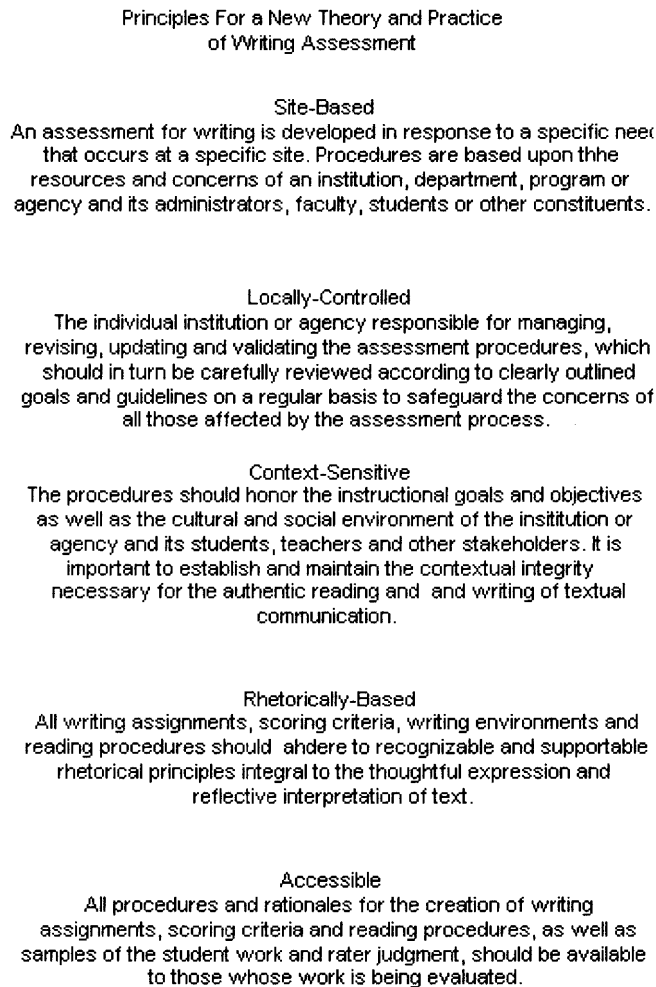 Principles For a New Theory and Practice
of Writing Assessment
Site-Based
An assessment for writing is developed in response to a specific need
that occurs at a specific site. Procedures are based upon thhe
resources and concerns of an institution, department, program or
agency and its administrators, faculty, students or other constituents.
Locally-Controlled
The individual institution or agency responsible for managing,
revising, updating and validating the assessment procedures, which
should in turn be carefully reviewed according to clearly outlined
goals and guidelines on a regular basis to safeguard the concerns of
all those affected by the assessment process.
Context-Sensitive
The procedures should honor the instructional goals and objectives
as well as the cultural and social environment of the insititution or
agency and its students, teachers and other stakeholders. It is
important to establish and maintain the contextual integrity
necessary for the authentic reading and and writing of textual
communication.
Rhetorically-Based
All writing assignments, scoring criteria, writing environments and
reading procedures should ahdere to recognizable and supportable
rhetorical principles integral to the thoughtful expression and
reflective interpretation of text.
Accessible
All procedures and rationales for the creation of writing
assignments, scoring criteria and reading procedures, as well as
samples of the student work and rater judgment, should be available
to those whose work is being evaluated.